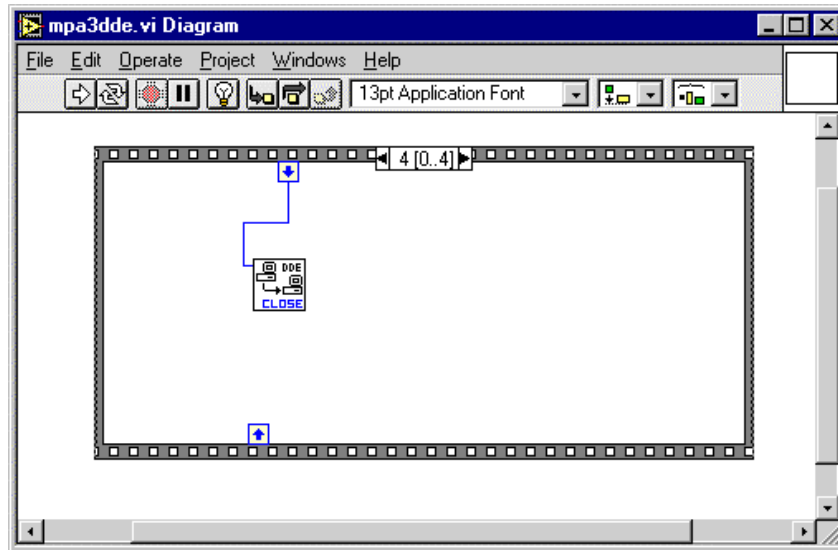 mpa3dde.vi Diagram
File Edit Operate Project Windows Help
13pt Application Font
4 [0..4]
DDE
CLOSE